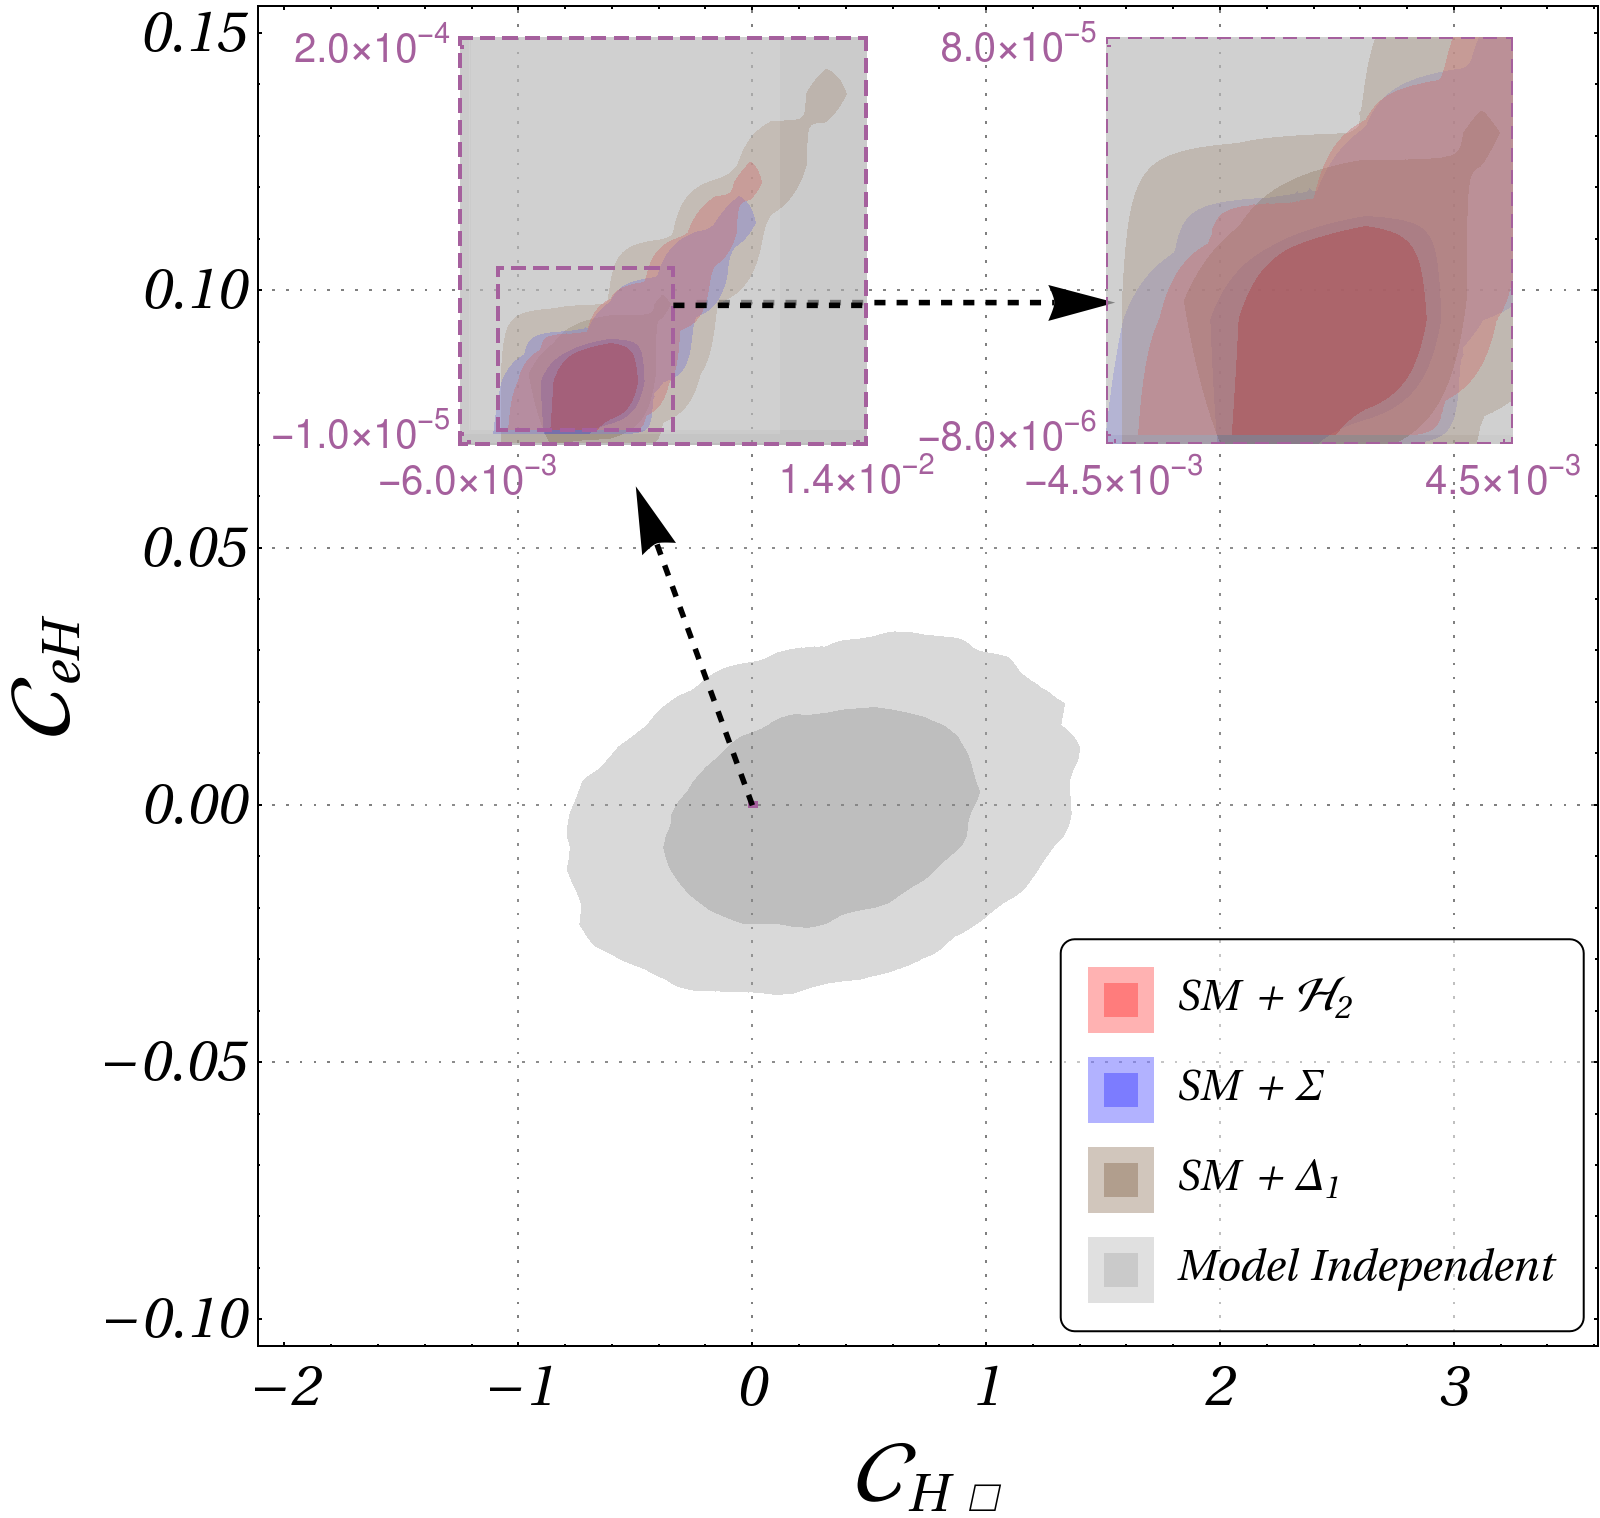 0.15
0.10
0.05
0.00
−0.05
−0.10
𝒞eH
2.0×10⁻⁴
−1.0×10⁻⁵
−6.0×10⁻³
1.4×10⁻²
8.0×10⁻⁵
−8.0×10⁻⁶
−4.5×10⁻³
4.5×10⁻³
SM + ℋ₂
SM + Σ
SM + Δ₁
Model Independent
−2 −1 0 1 2 3
𝒞H □